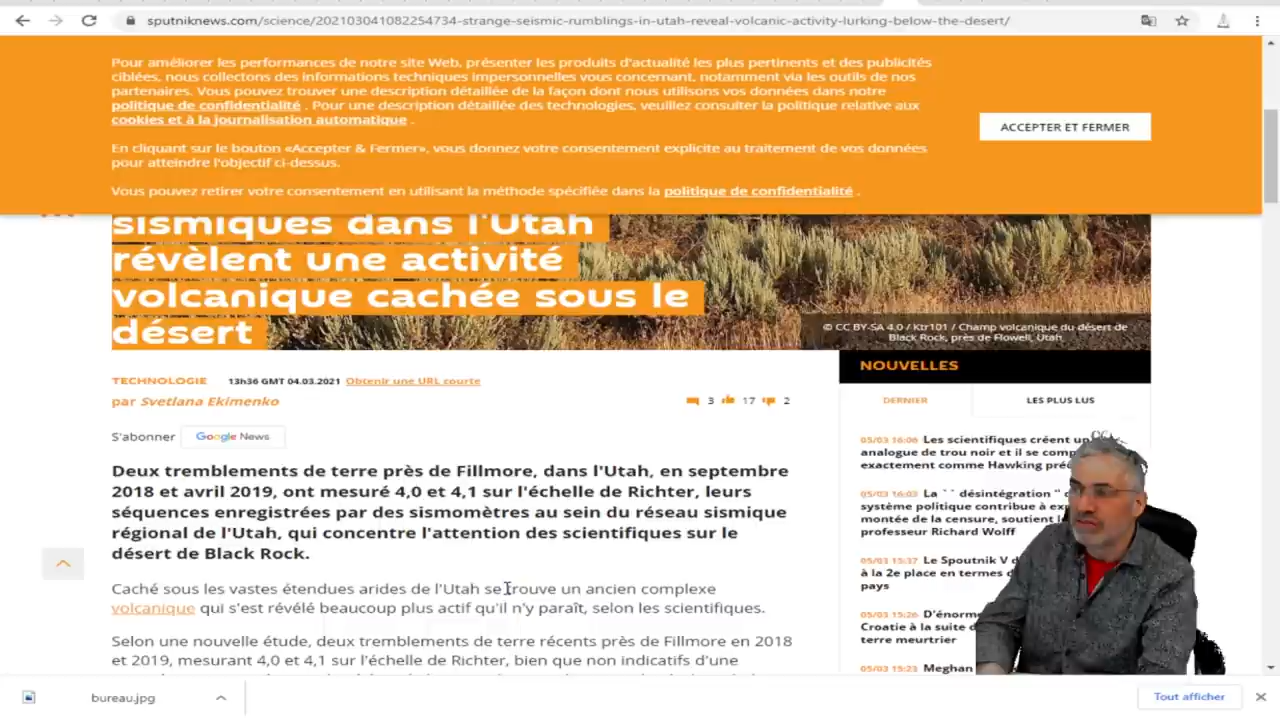 sputniknews.com/science/202103041082254734-strange-seismic-rumblings-in-utah-reveal-volcanic-activity-lurking-below-the-desert/
Pour améliorer les performances de notre site Web, présenter les produits d'actualité les plus pertinents et des publicités
ciblées, nous collectons des informations techniques impersonnelles vous concernant, notamment via les outils de nos
partenaires. Vous pouvez trouver une description détaillée de la façon dont nous utilisons vos données dans notre
politique de confidentialité . Pour une description détaillée des technologies, veuillez consulter la politique relative aux
cookies et à la journalisation automatique .
En cliquant sur le bouton «Accepter & Fermer», vous donnez votre consentement explicite au traitement de vos données
pour atteindre l'objectif ci-dessus.
Vous pouvez retirer votre consentement en utilisant la méthode spécifiée dans la politique de confidentialité .
ACCEPTER ET FERMER
sismiques dans l'Utah
révèlent une activité
volcanique cachée sous le
désert
© CC BY-SA 4.0 / Ktr101 / Champ volcanique du désert de
Black Rock, près de Flowell, Utah
TECHNOLOGIE 13h36 GMT 04.03.2021 Obtenir une URL courte
par Svetlana Ekimenko
3 17 2
S'abonner Google News
Deux tremblements de terre près de Fillmore, dans l'Utah, en septembre
2018 et avril 2019, ont mesuré 4,0 et 4,1 sur l'échelle de Richter, leurs
séquences enregistrées par des sismomètres au sein du réseau sismique
régional de l'Utah, qui concentre l'attention des scientifiques sur le
désert de Black Rock.
Caché sous les vastes étendues arides de l'Utah se trouve un ancien complexe
volcanique qui s'est révélé beaucoup plus actif qu'il n'y paraît, selon les scientifiques.
Selon une nouvelle étude, deux tremblements de terre récents près de Fillmore en 2018
et 2019, mesurant 4,0 et 4,1 sur l'échelle de Richter, bien que non indicatifs d'une
NOUVELLES
DERNIER LES PLUS LUS
05/03 16:06 Les scientifiques créent un
analogue de trou noir et il se comp
exactement comme Hawking pré
05/03 16:03 La `` désintégration ''
système politique contribue à
montée de la censure, soutient
professeur Richard Wolff
05/03 15:37 Le Spoutnik V
à la 2e place en termes
pays
05/03 15:26 D'énorme
Croatie à la suite
terre meurtrier
05/03 15:23 Meghan
bureau.jpg
Tout afficher